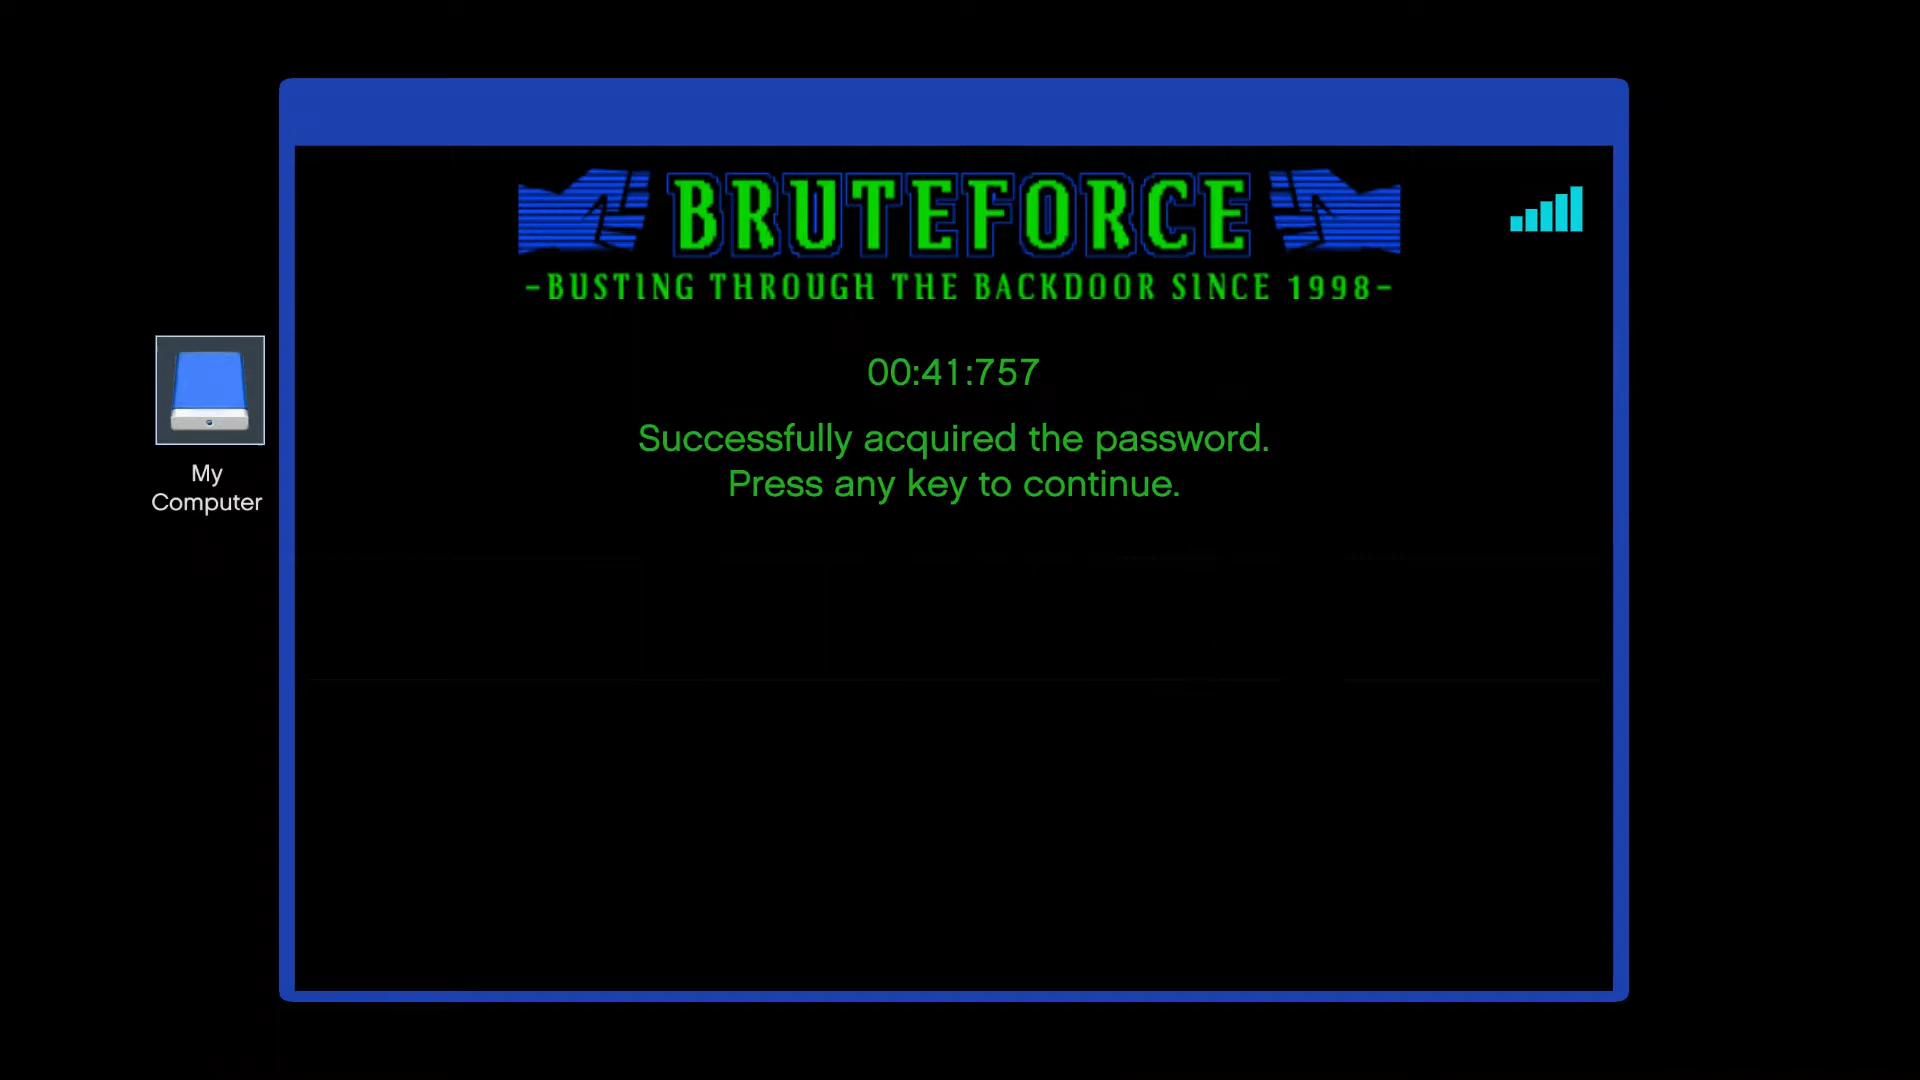 BRUTEFORCE
-BUSTING THROUGH THE BACKDOOR SINCE 1998-
00:41:757
Successfully acquired the password.
Press any key to continue.
My
Computer